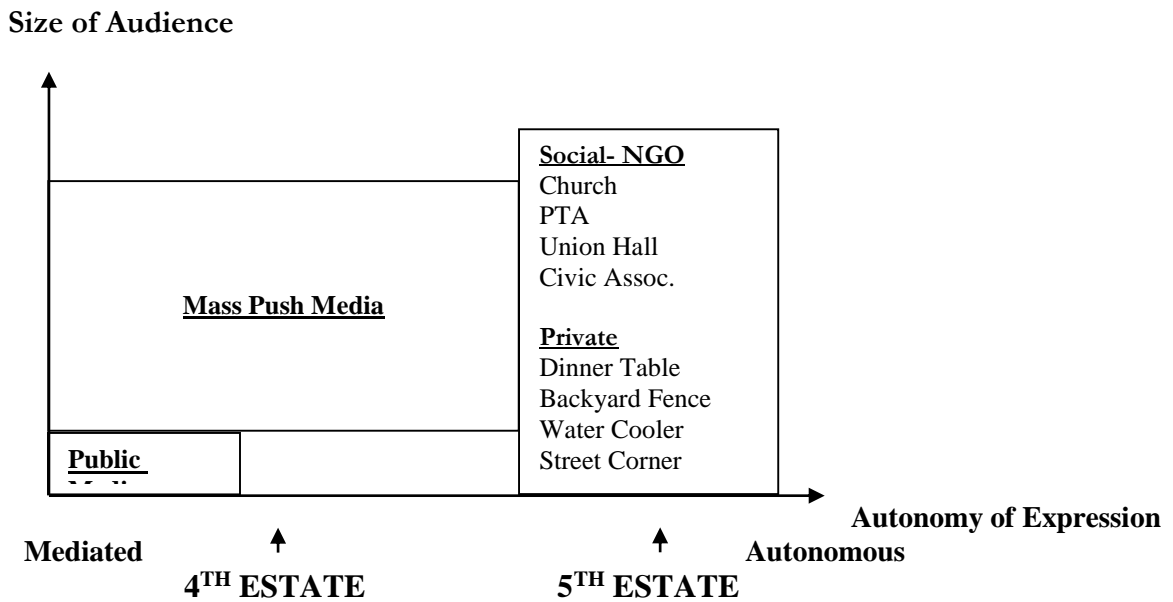 Size of Audience
Social- NGO
Church
PTA
Union Hall
Civic Assoc.
Mass Push Media
Private
Dinner Table
Backyard Fence
Water Cooler
Street Corner
Public
Autonomy of Expression
Mediated
Autonomous
4TH ESTATE
5TH ESTATE